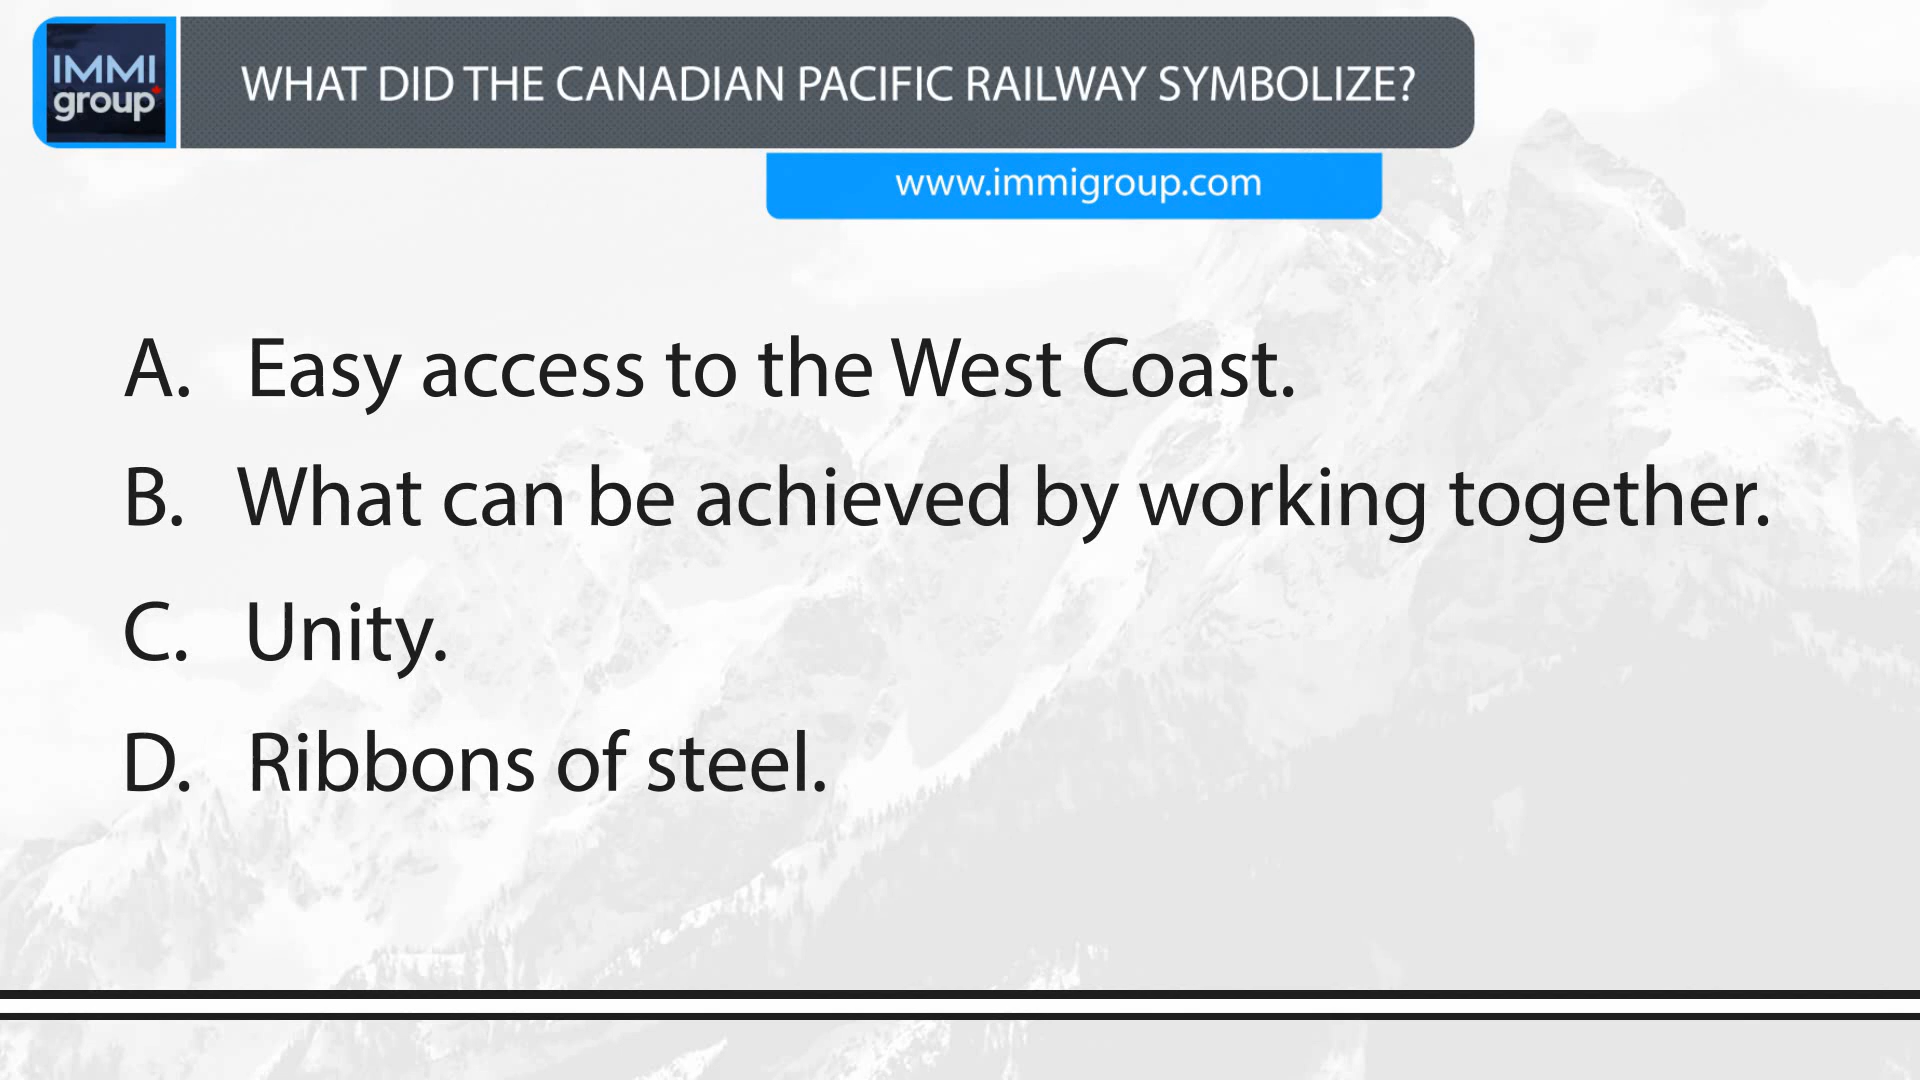 IMMI
group
WHAT DID THE CANADIAN PACIFIC RAILWAY SYMBOLIZE?
www.immigroup.com
A. Easy access to the West Coast.
B. What can be achieved by working together.
C. Unity.
D. Ribbons of steel.